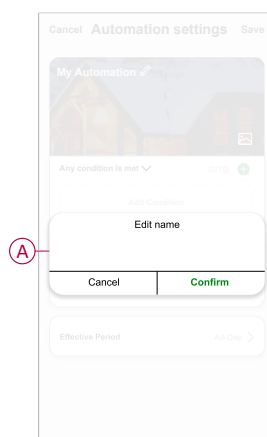 Cancel Automation settings Save
My Automation
Any condition is met
Add Condition
Edit name
A
Cancel Confirm
Effective Period All-Day